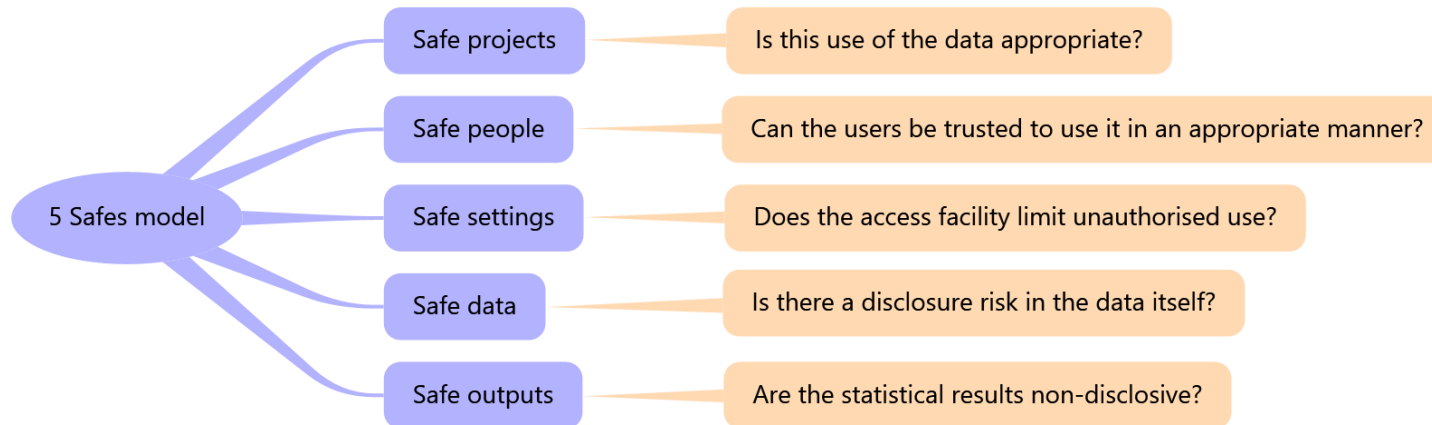 5 Safes model
Safe projects
Is this use of the data appropriate?
Safe people
Can the users be trusted to use it in an appropriate manner?
Safe settings
Does the access facility limit unauthorised use?
Safe data
Is there a disclosure risk in the data itself?
Safe outputs
Are the statistical results non-disclosive?